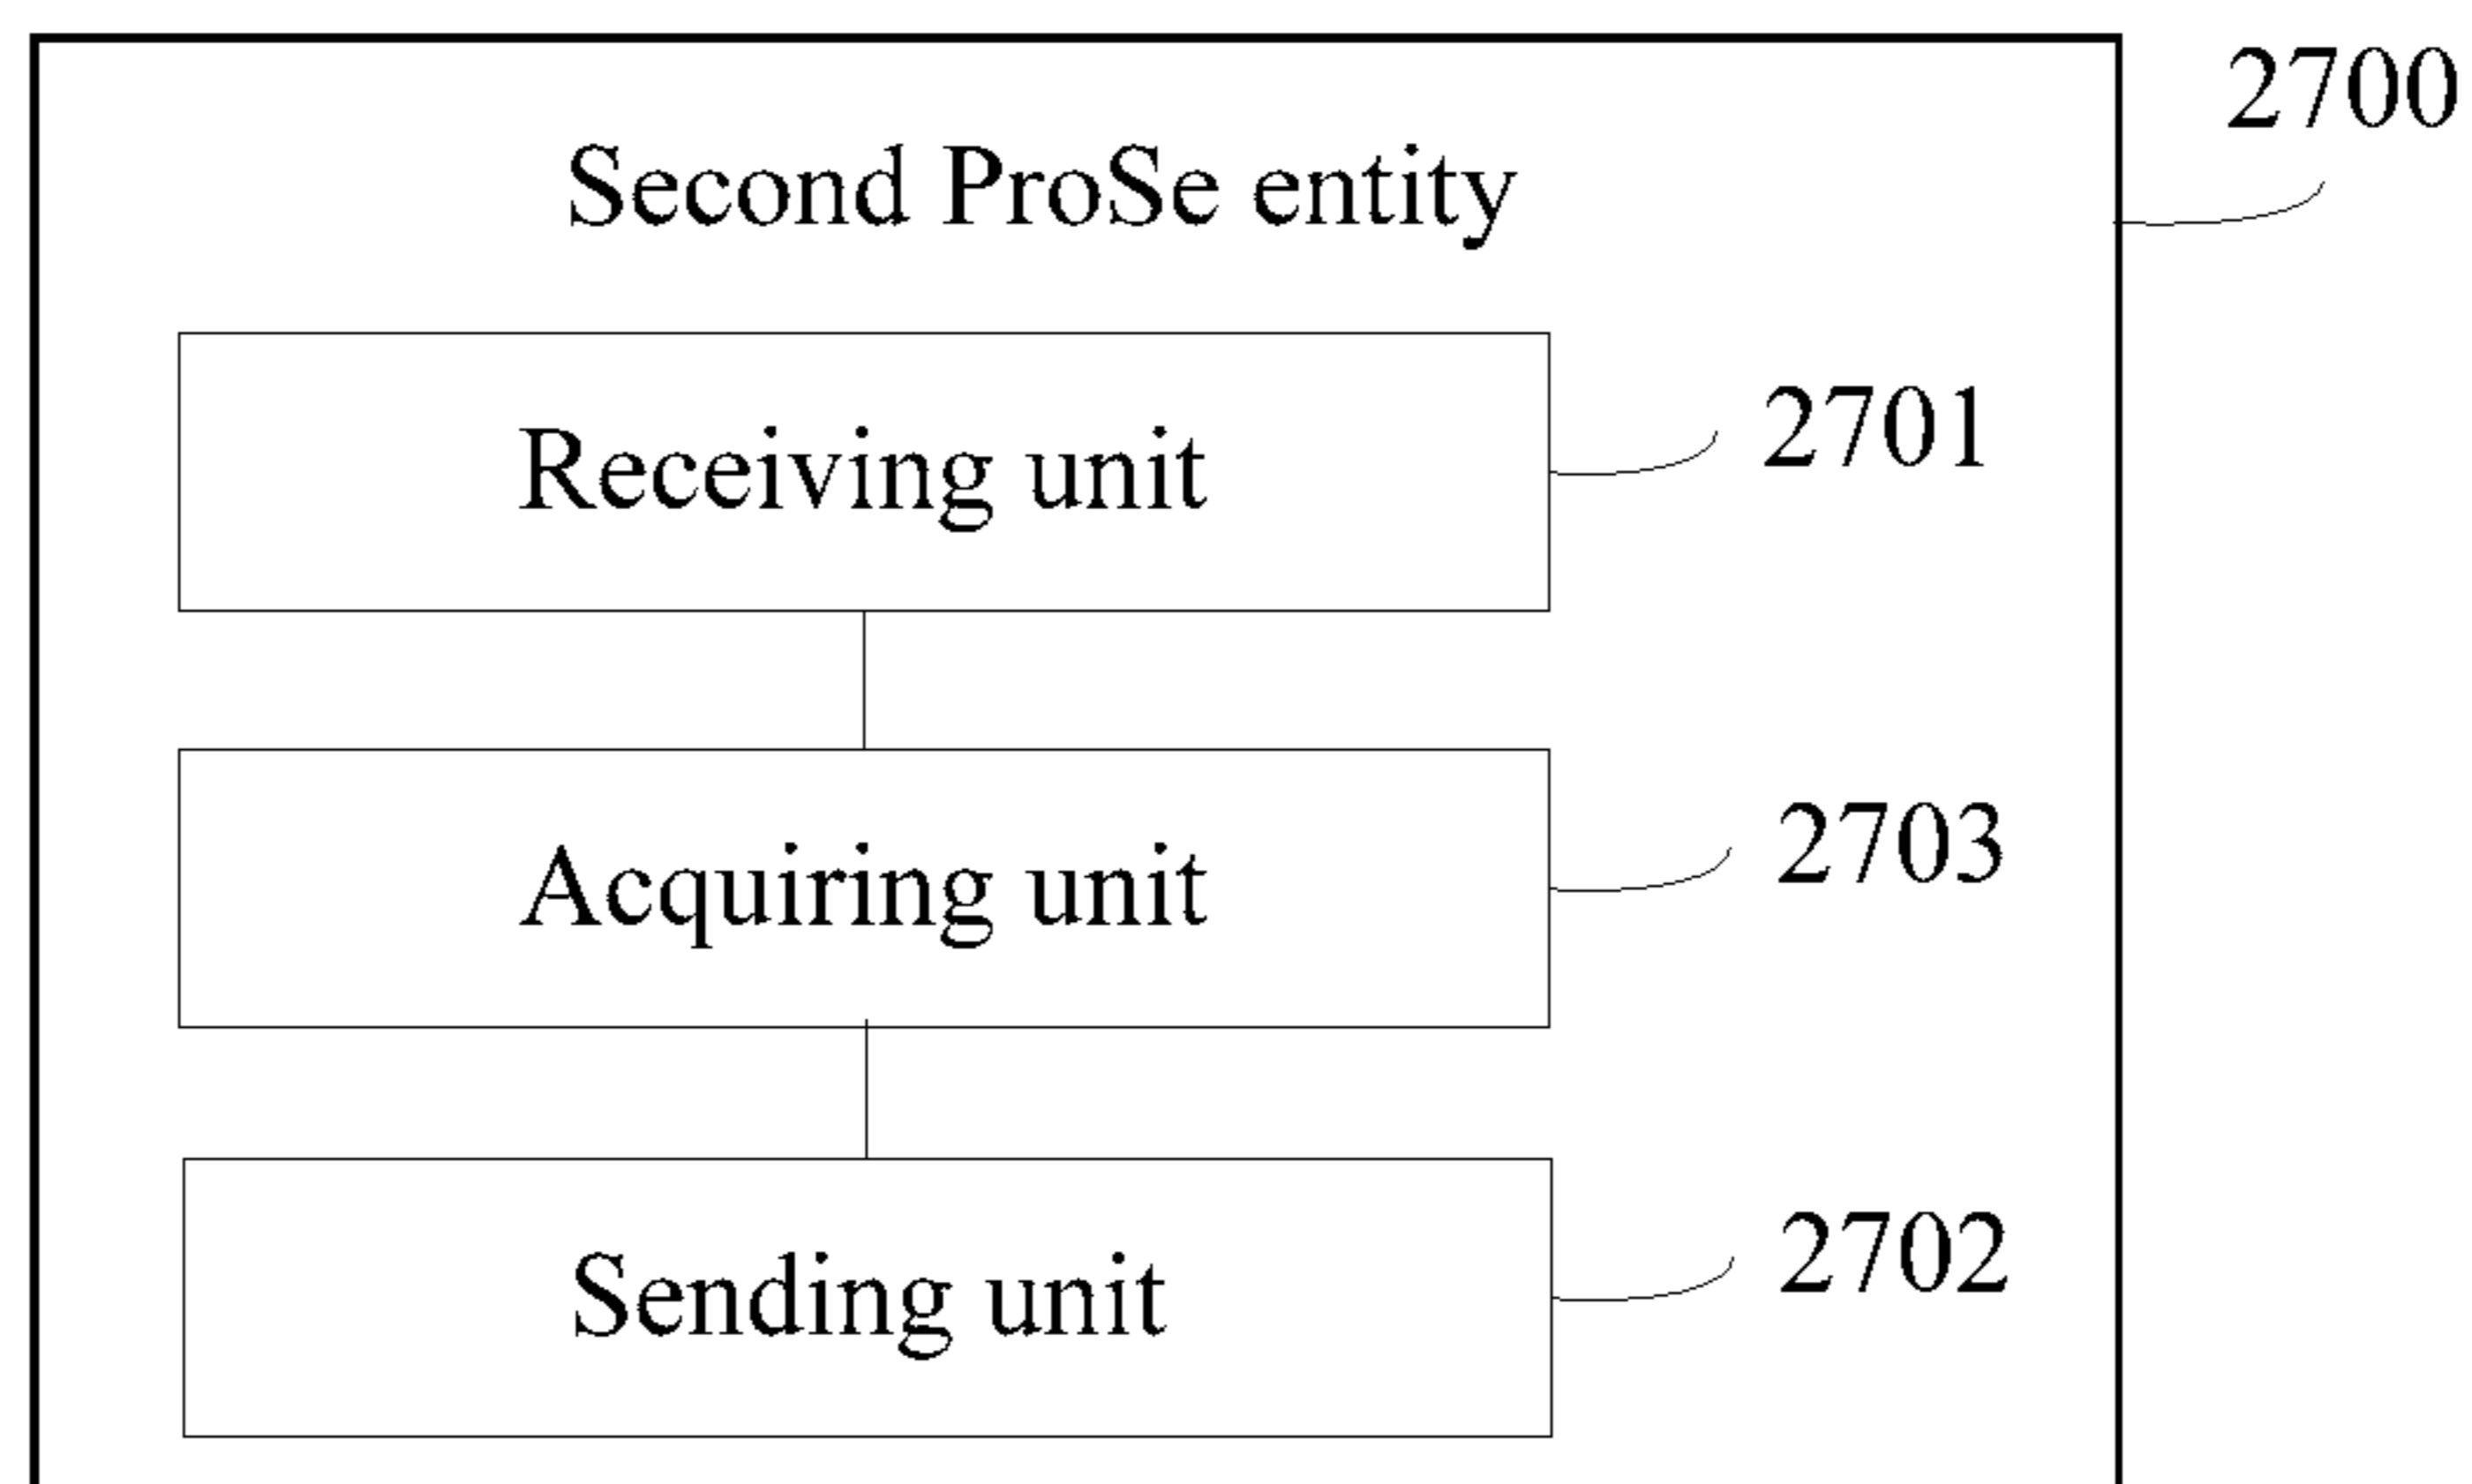 2700
Second ProSe entity
Receiving unit
2701
Acquiring unit
2703
Sending unit
2702